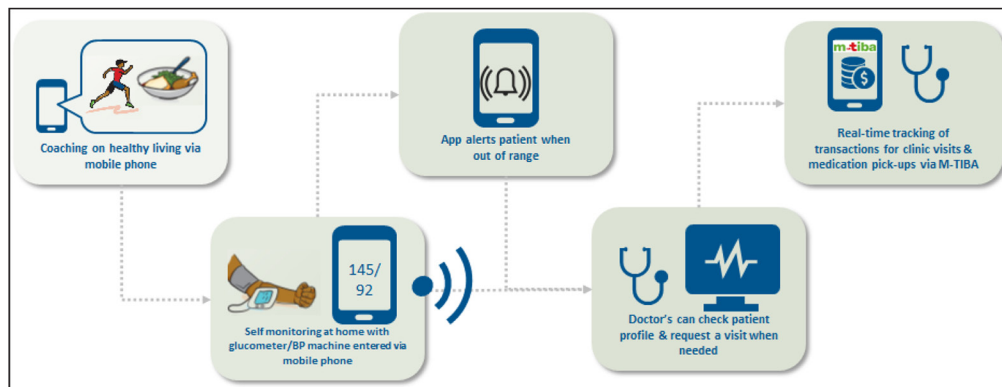 Coaching on healthy living via
mobile phone
App alerts patient when
out of range
m-tiba
$
Real-time tracking of
transactions for clinic visits &
medication pick-ups via M-TIBA
145/
92
Self monitoring at home with
glucometer/BP machine entered via
mobile phone
Doctor's can check patient
profile & request a visit when
needed